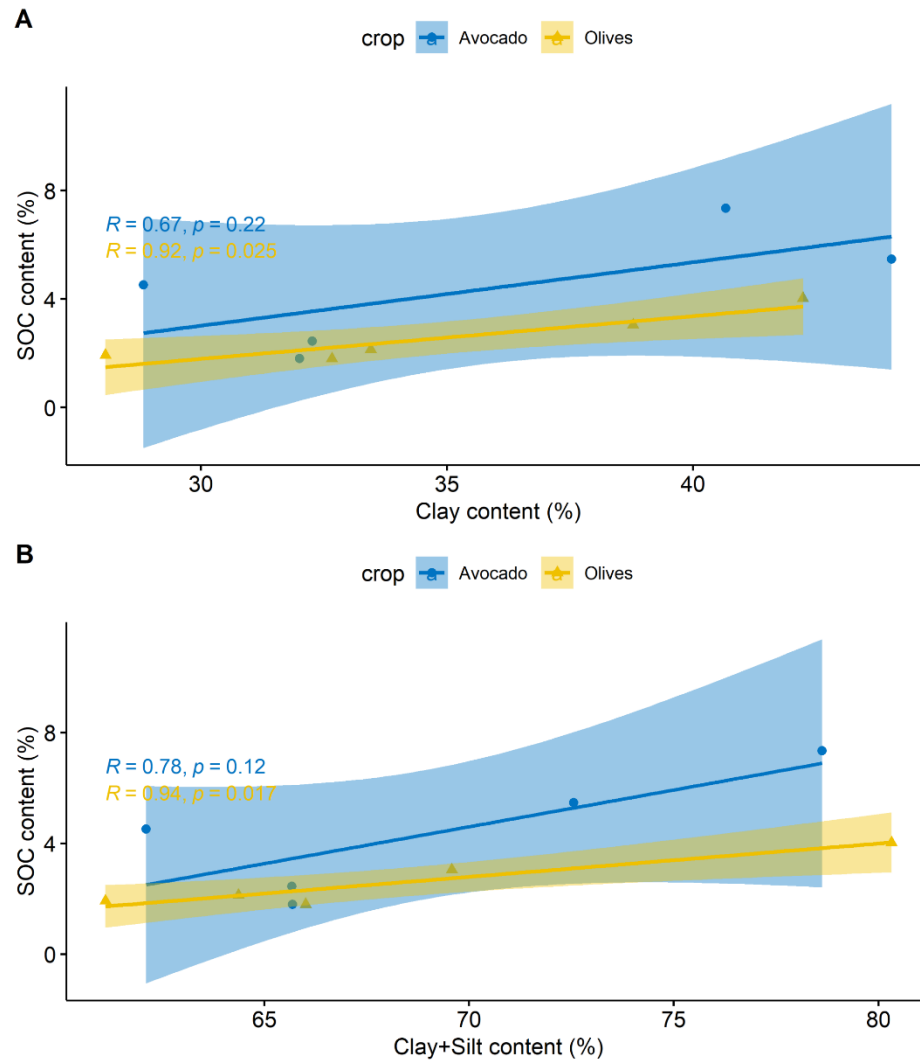 A
crop Avocado Olives
R = 0.67, p = 0.22
R = 0.92, p = 0.025
SOC content (%)
8
4
0
30 35 40
Clay content (%)
B
crop Avocado Olives
R = 0.78, p = 0.12
R = 0.94, p = 0.017
SOC content (%)
8
4
0
65 70 75 80
Clay+Silt content (%)